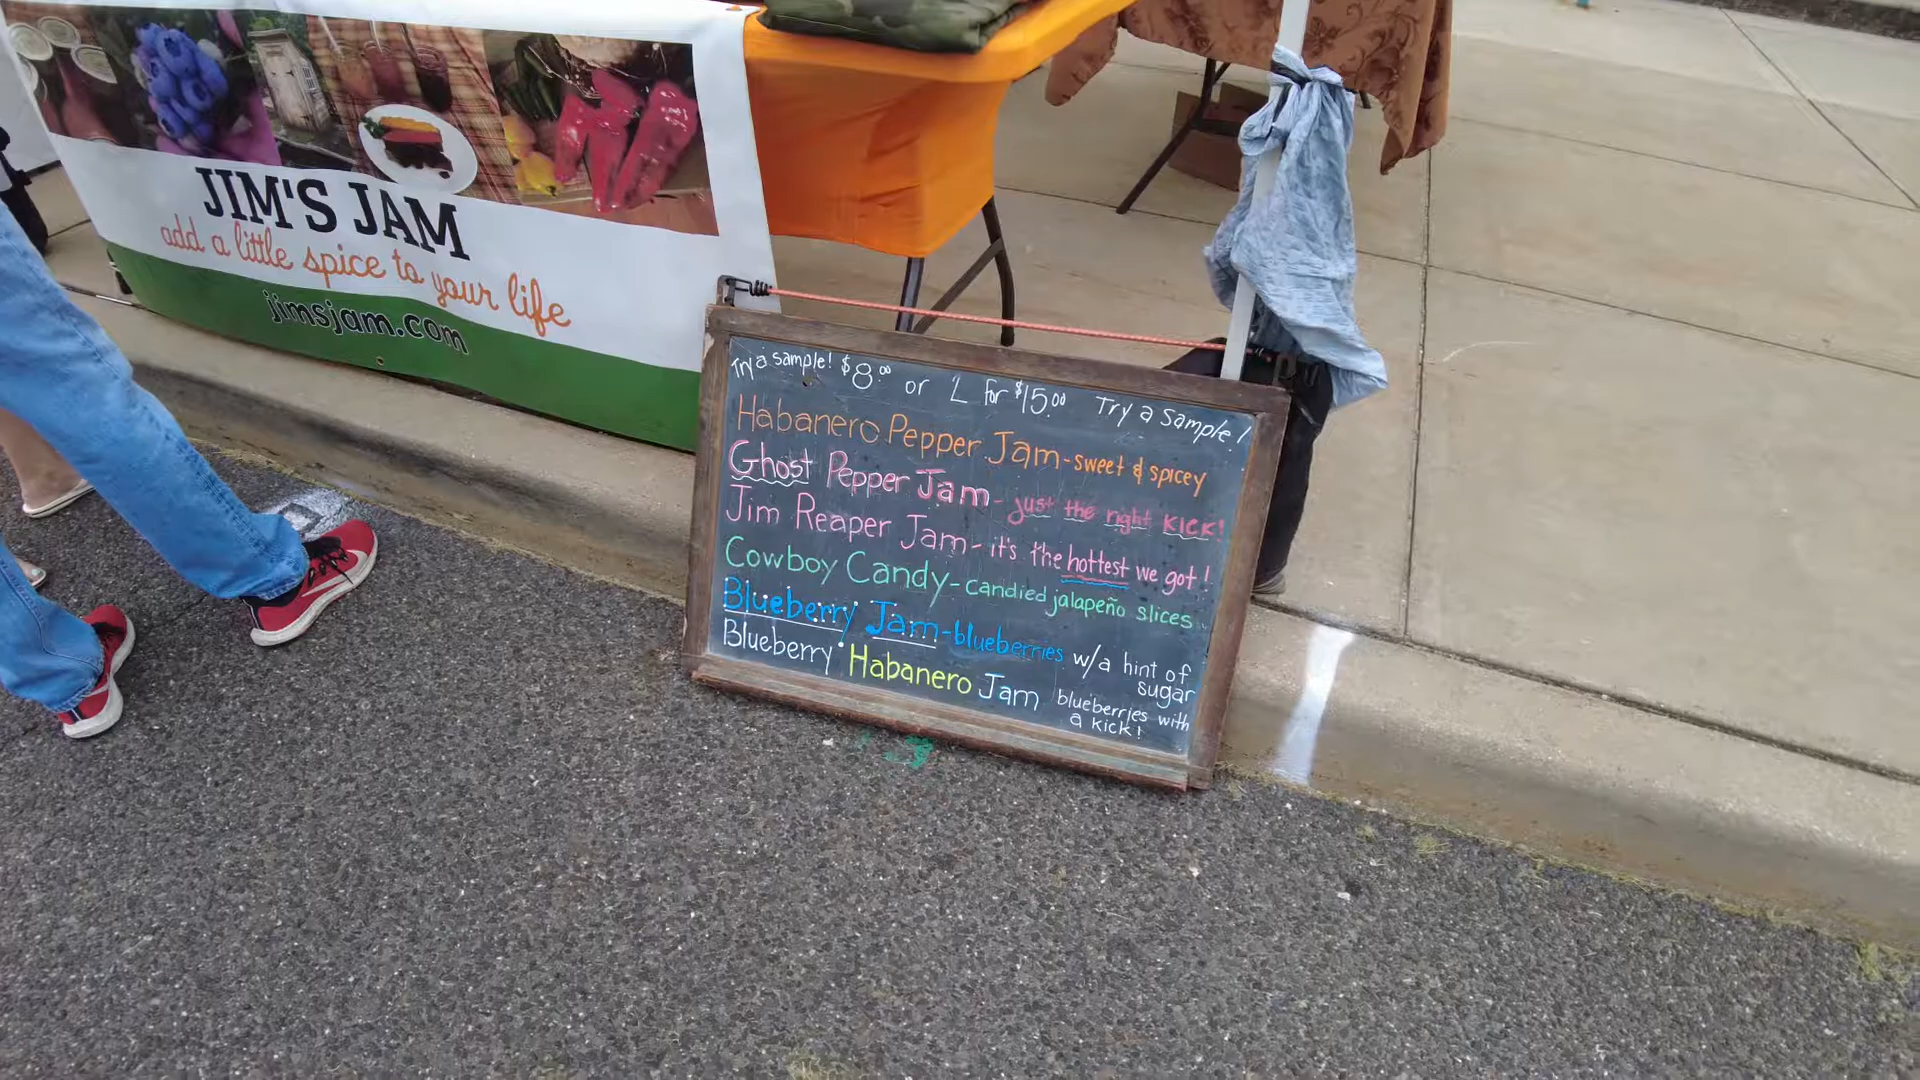 JIM'S JAM
add a little spice to your life
jimsjam.com
Try a sample! $8.00 or 2 for $15.00 Try a Sample!
Habanero Pepper Jam - sweet & spicey
Ghost Pepper Jam - just the right KICK!
Jim Reaper Jam - it's the hottest we got!
Cowboy Candy - candied jalapeño slices
Blueberry Jam - blueberries w/a hint of sugar
Blueberry Habanero Jam blueberries with a kick!